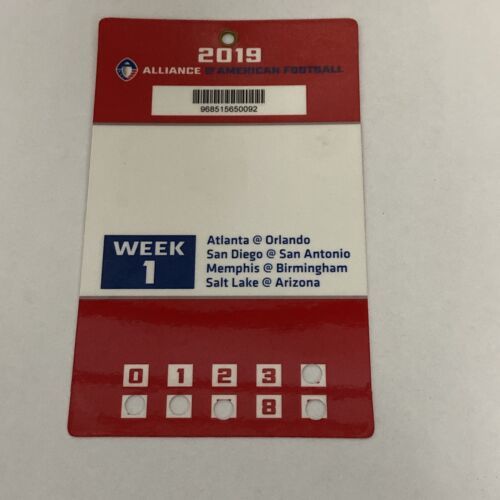 2019
ALLIANCE OF AMERICAN FOOTBALL
968515650092
WEEK
1
Atlanta @ Orlando
San Diego @ San Antonio
Memphis @ Birmingham
Salt Lake @ Arizona
0 1 2 3
8